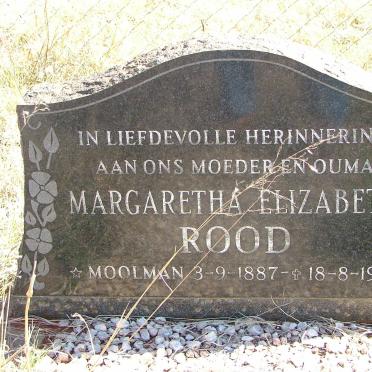 IN LIEFDEVOLLE HERINNERIN
AAN ONS MOEDER EN OUMA
MARGARETHA ELIZABET
ROOD
☆ MOOLMAN 3-9-1887-✞ 18-8-19